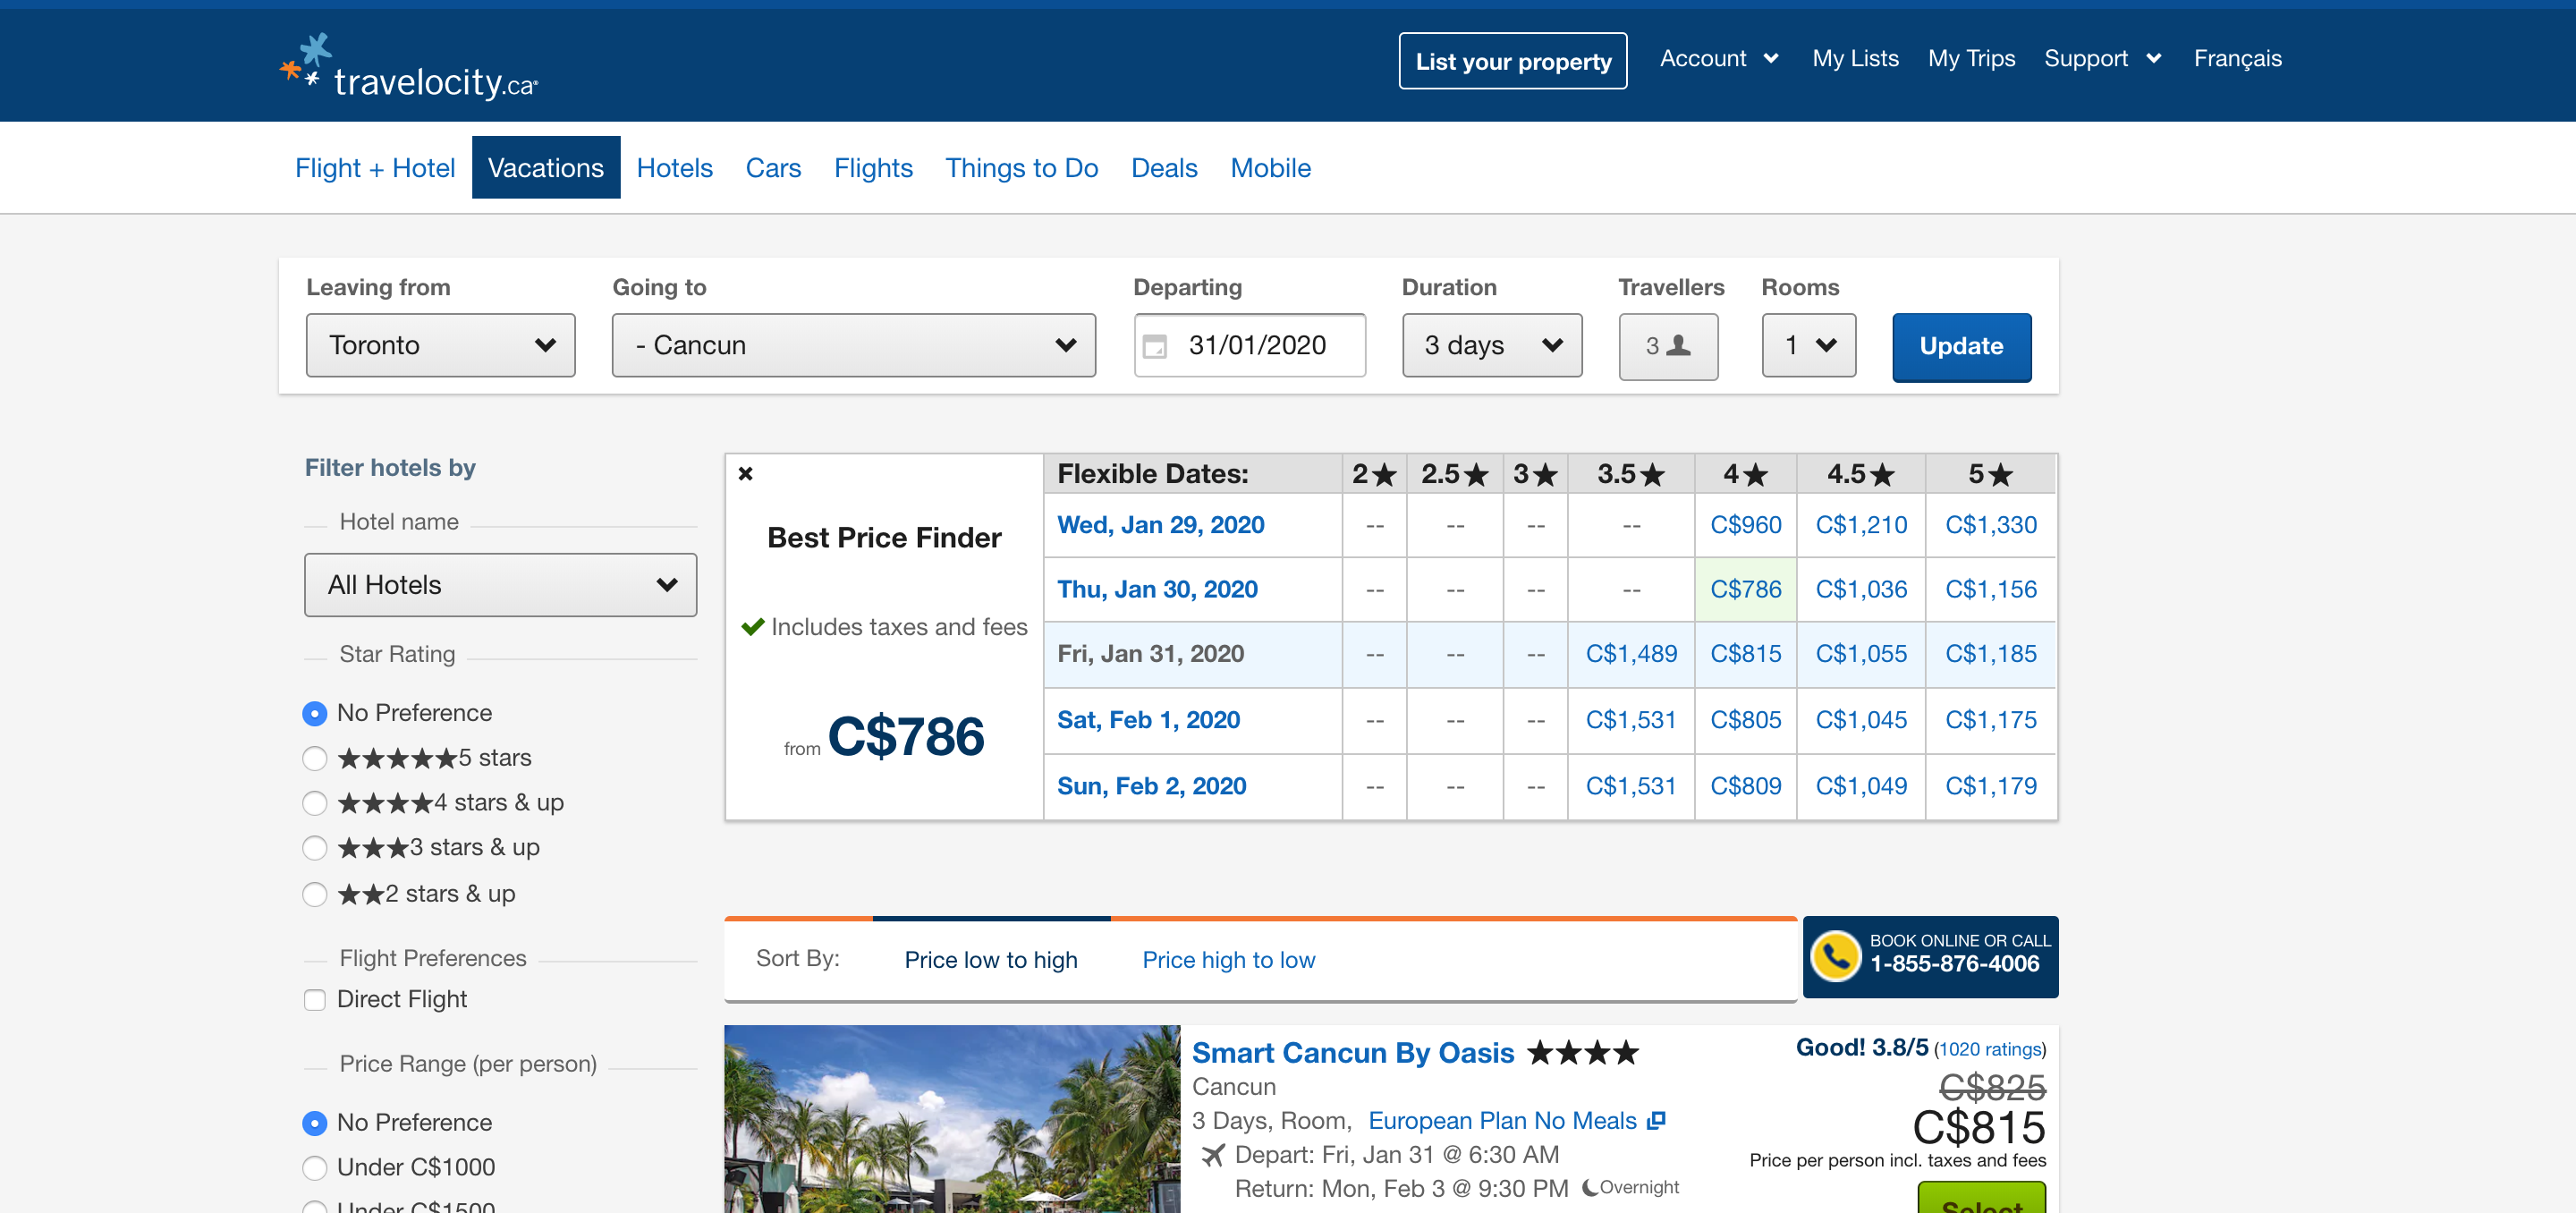 travelocity.ca
List your property Account My Lists My Trips Support Français
Flight + Hotel Vacations Hotels Cars Flights Things to Do Deals Mobile
Leaving from Going to Departing Duration Travellers Rooms
Toronto - Cancun 31/01/2020 3 days 3 1 Update
Filter hotels by
Hotel name
All Hotels
Star Rating
No Preference
★★★★★5 stars
★★★★4 stars & up
★★★3 stars & up
★★2 stars & up
Flight Preferences
Direct Flight
Price Range (per person)
No Preference
Under C$1000
Under C$1500
Best Price Finder
Includes taxes and fees
from C$786
Flexible Dates: 2★ 2.5★ 3★ 3.5★ 4★ 4.5★ 5★
Wed, Jan 29, 2020 -- -- -- -- C$960 C$1,210 C$1,330
Thu, Jan 30, 2020 -- -- -- -- C$786 C$1,036 C$1,156
Fri, Jan 31, 2020 -- -- -- C$1,489 C$815 C$1,055 C$1,185
Sat, Feb 1, 2020 -- -- -- C$1,531 C$805 C$1,045 C$1,175
Sun, Feb 2, 2020 -- -- -- C$1,531 C$809 C$1,049 C$1,179
Sort By: Price low to high Price high to low
BOOK ONLINE OR CALL
1-855-876-4006
Smart Cancun By Oasis ★★★★
Cancun
3 Days, Room, European Plan No Meals
Depart: Fri, Jan 31 @ 6:30 AM
Return: Mon, Feb 3 @ 9:30 PM Overnight
Good! 3.8/5 (1020 ratings)
C$825
C$815
Price per person incl. taxes and fees
Select